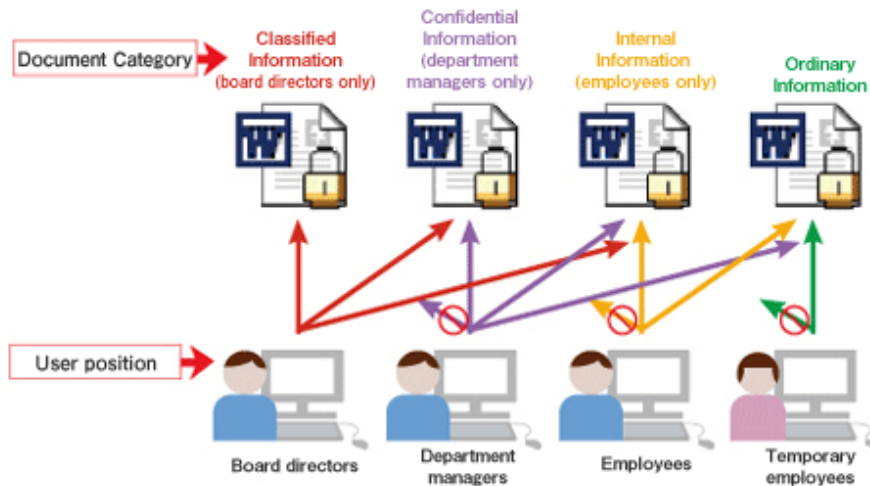 Document Category
Classified
Information
(board directors only)
Confidential
Information
(department
managers only)
Internal
Information
(employees only)
Ordinary
Information
W
W
W
W
User position
Board directors
Department
managers
Employees
Temporary
employees